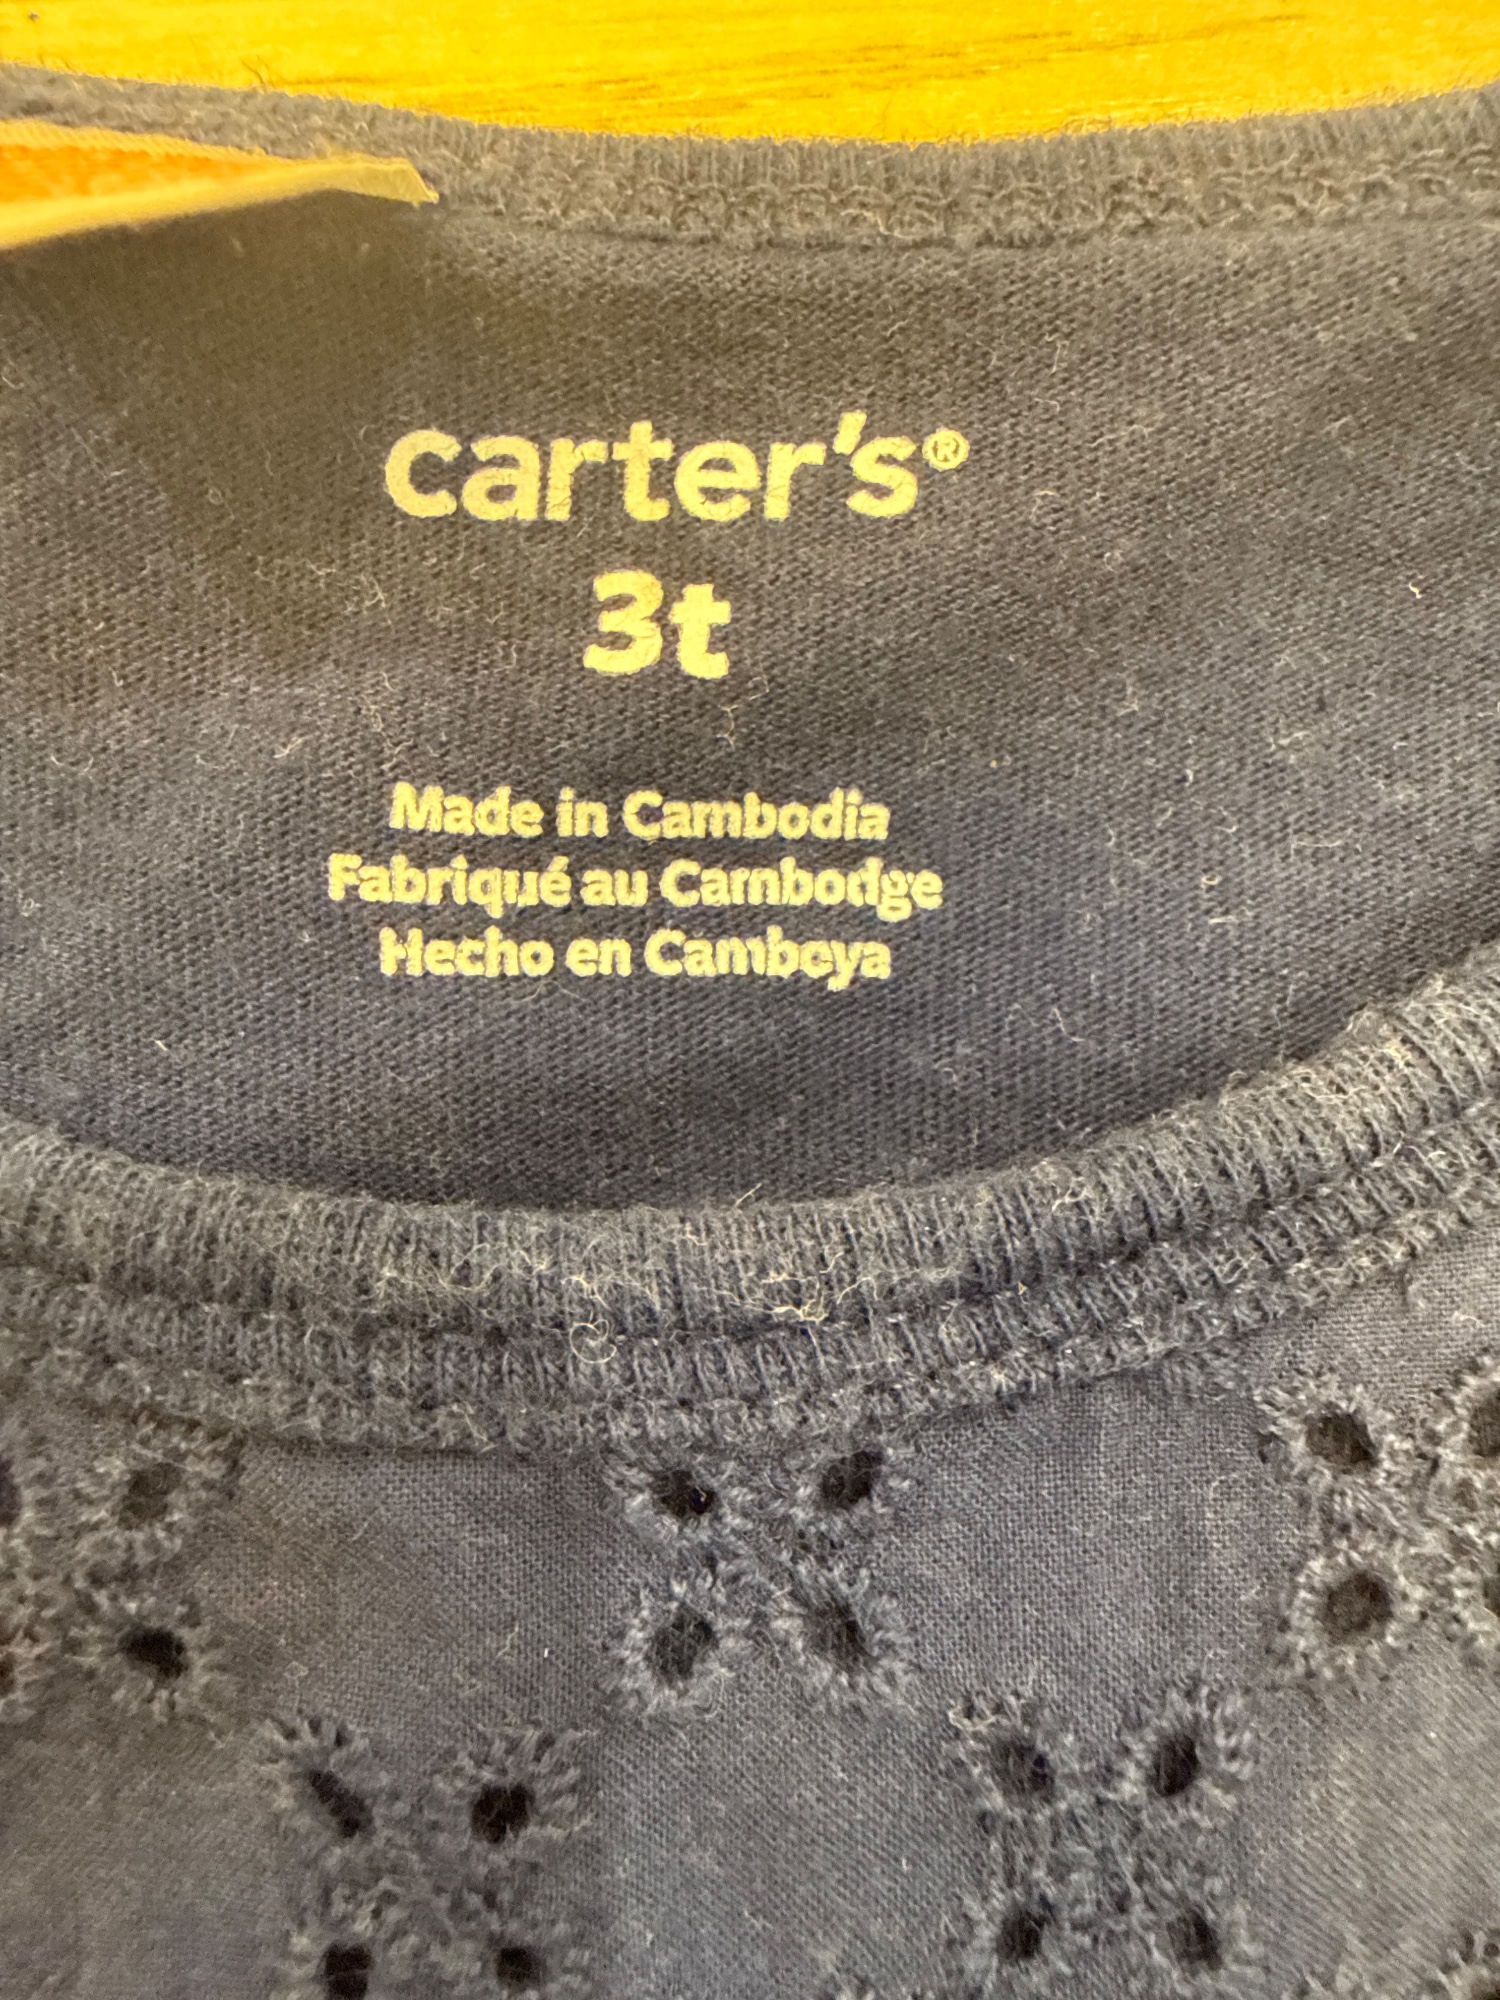 carter's®
3t
Made in Cambodia
Fabriqué au Cambodge
Hecho en Camboya